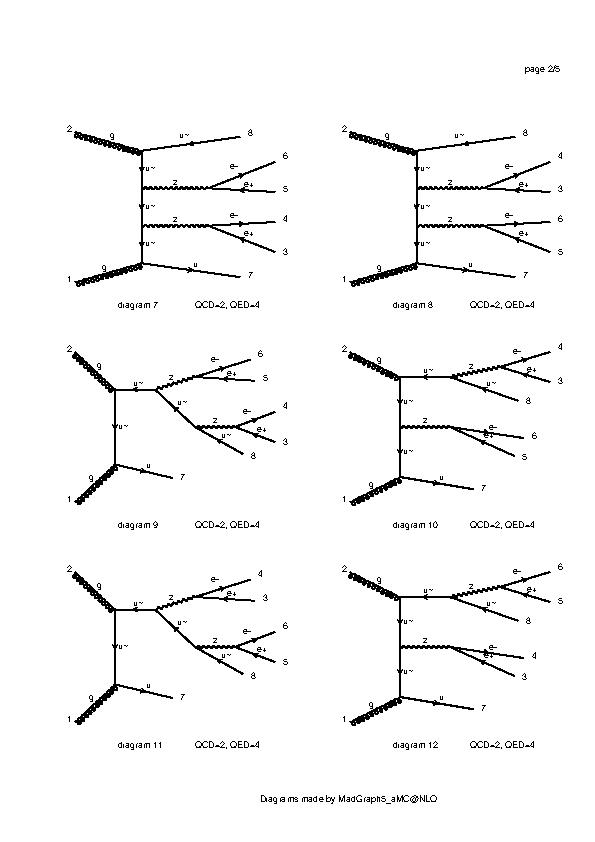 page 2/5
2 g u~ 8
u~ e- 6
z e+ 5
u~
z e- 4
u~ e+ 3
1 g u 7
diagram 7 QCD=2, QED=4
2 g u~ 8
u~ e- 4
z e+ 3
u~
z e- 6
u~ e+ 5
1 g u 7
diagram 8 QCD=2, QED=4
2 g u~ z e- 6
e+ 5
u~ u~ z e- 4
e+ 3
u~ 8
1 g u 7
diagram 9 QCD=2, QED=4
2 g u~ z e- 4
e+ 3
u~ 8
u~ z e- 6
e+ 5
u~
1 g u 7
diagram 10 QCD=2, QED=4
2 g u~ z e- 4
e+ 3
u~ u~ z e- 6
e+ 5
u~ 8
1 g u 7
diagram 11 QCD=2, QED=4
2 g u~ z e- 6
e+ 5
u~ 8
u~ z e- 4
e+ 3
u~
1 g u 7
diagram 12 QCD=2, QED=4
Diagrams made by MadGraph5_aMC@NLO